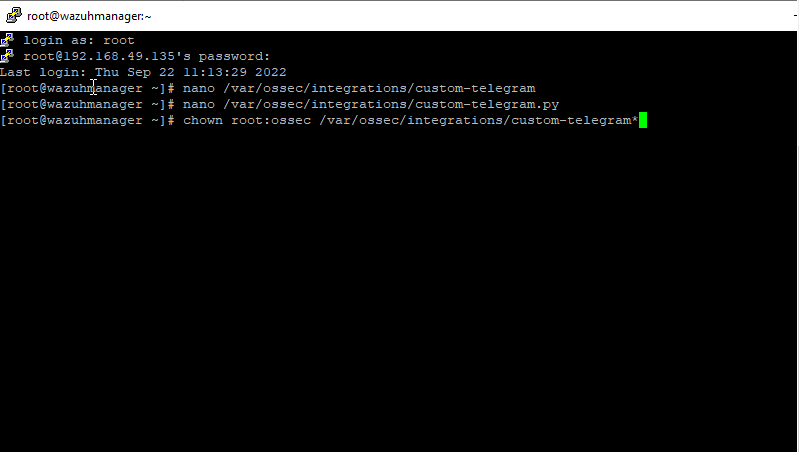 root@wazuhmanager:~
login as: root
root@192.168.49.135's password:
Last login: Thu Sep 22 11:13:29 2022
[root@wazuhmanager ~]# nano /var/ossec/integrations/custom-telegram
[root@wazuhmanager ~]# nano /var/ossec/integrations/custom-telegram.py
[root@wazuhmanager ~]# chown root:ossec /var/ossec/integrations/custom-telegram*